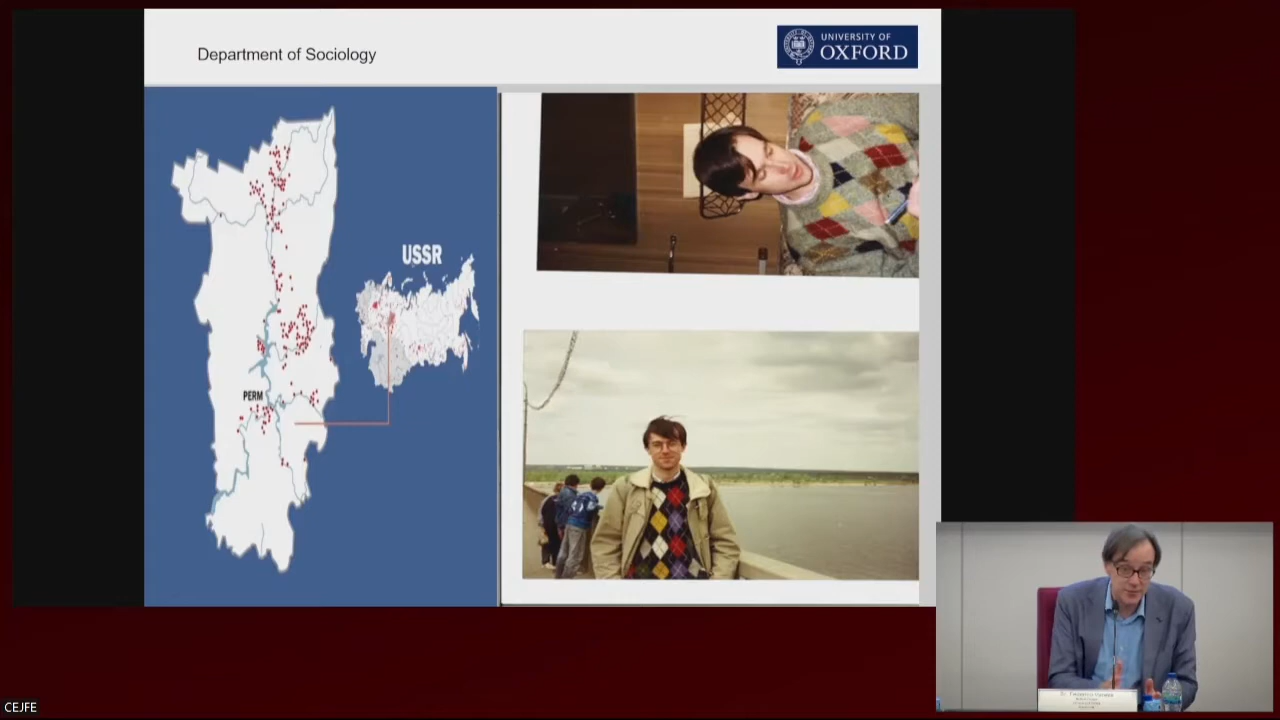 Department of Sociology
UNIVERSITY OF
OXFORD
USSR
PERM
CEJFE